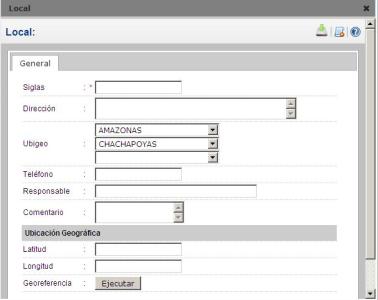 Local
Local:
General
Siglas : *
Dirección :
Ubigeo : AMAZONAS
CHACHAPOYAS
Teléfono :
Responsable :
Comentario :
Ubicación Geográfica
Latitud :
Longitud :
Georeferencia : Ejecutar